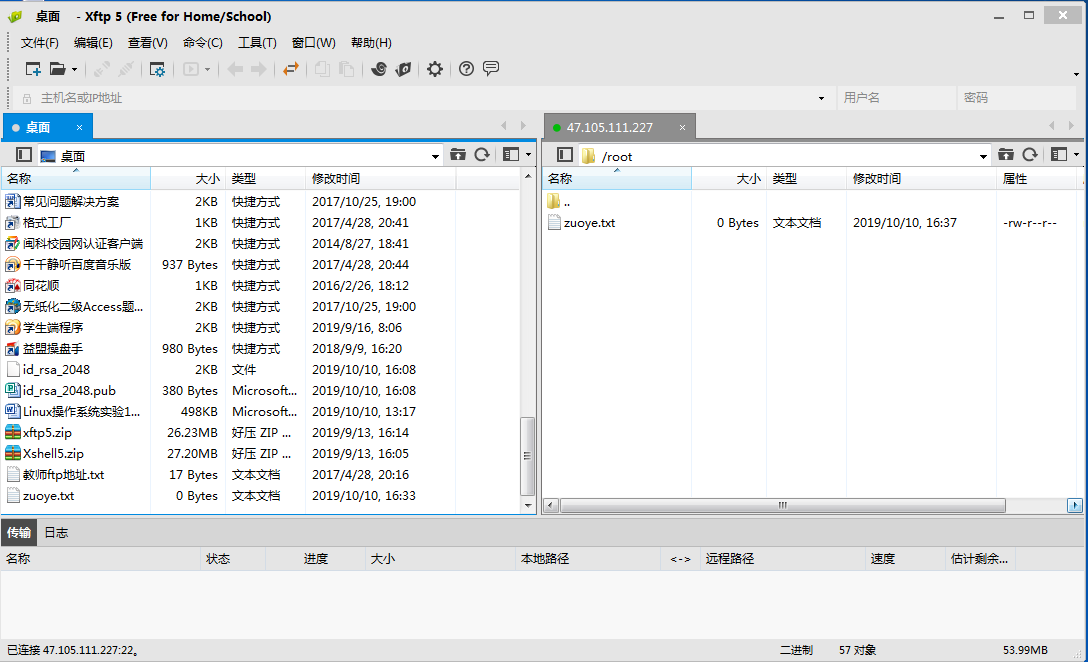 桌面 - Xftp 5 (Free for Home/School)
文件(F) 编辑(E) 查看(V) 命令(C) 工具(T) 窗口(W) 帮助(H)
主机名或IP地址 用户名 密码
桌面 × 47.105.111.227 ×
桌面 /root
名称 大小 类型 修改时间 名称 大小 类型 修改时间 属性
常见问题解决方案 2KB 快捷方式 2017/10/25, 19:00 ..
格式工厂 1KB 快捷方式 2017/4/28, 20:41 zuoye.txt 0 Bytes 文本文档 2019/10/10, 16:37 -rw-r--r--
闽科校园网认证客户端 2KB 快捷方式 2014/8/27, 18:41
千千静听百度音乐版 937 Bytes 快捷方式 2017/4/28, 20:44
同花顺 1KB 快捷方式 2016/2/26, 18:12
无纸化二级Access题... 2KB 快捷方式 2017/10/25, 19:00
学生端程序 2KB 快捷方式 2019/9/16, 8:06
益盟操盘手 980 Bytes 快捷方式 2018/9/9, 16:20
id_rsa_2048 2KB 文件 2019/10/10, 16:08
id_rsa_2048.pub 380 Bytes Microsoft... 2019/10/10, 16:08
Linux操作系统实验1... 498KB Microsoft... 2019/10/10, 13:17
xftp5.zip 26.23MB 好压 ZIP ... 2019/9/13, 16:14
Xshell5.zip 27.20MB 好压 ZIP ... 2019/9/13, 16:05
教师ftp地址.txt 17 Bytes 文本文档 2017/4/28, 20:16
zuoye.txt 0 Bytes 文本文档 2019/10/10, 16:33
传输 日志
名称 状态 进度 大小 本地路径 <-> 远程路径 速度 估计剩余...
已连接 47.105.111.227:22。 二进制 57 对象 53.99MB